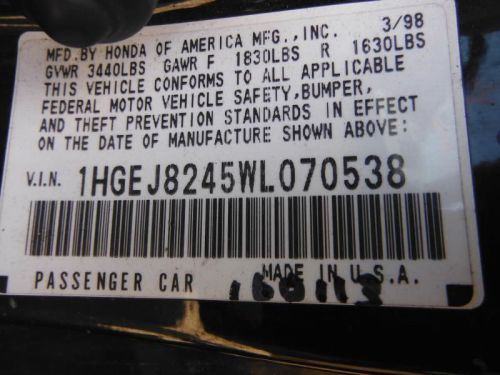 MFD.BY HONDA OF AMERICA MFG.,INC. 3/98
GVWR 3440LBS GAWR F 1830LBS R 1630LBS
THIS VEHICLE CONFORMS TO ALL APPLICABLE
FEDERAL MOTOR VEHICLE SAFETY,BUMPER,
AND THEFT PREVENTION STANDARDS IN EFFECT
ON THE DATE OF MANUFACTURE SHOWN ABOVE:
V.I.N. 1HGEJ8245WL070538
PASSENGER CAR MADE IN U.S.A.